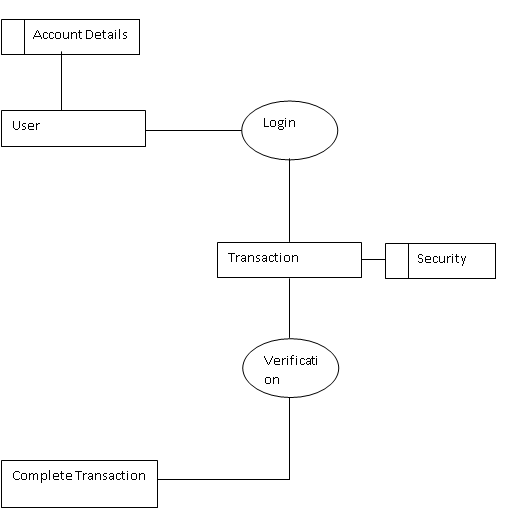 Account Details
User
Login
Transaction
Security
Verificati
on
Complete Transaction